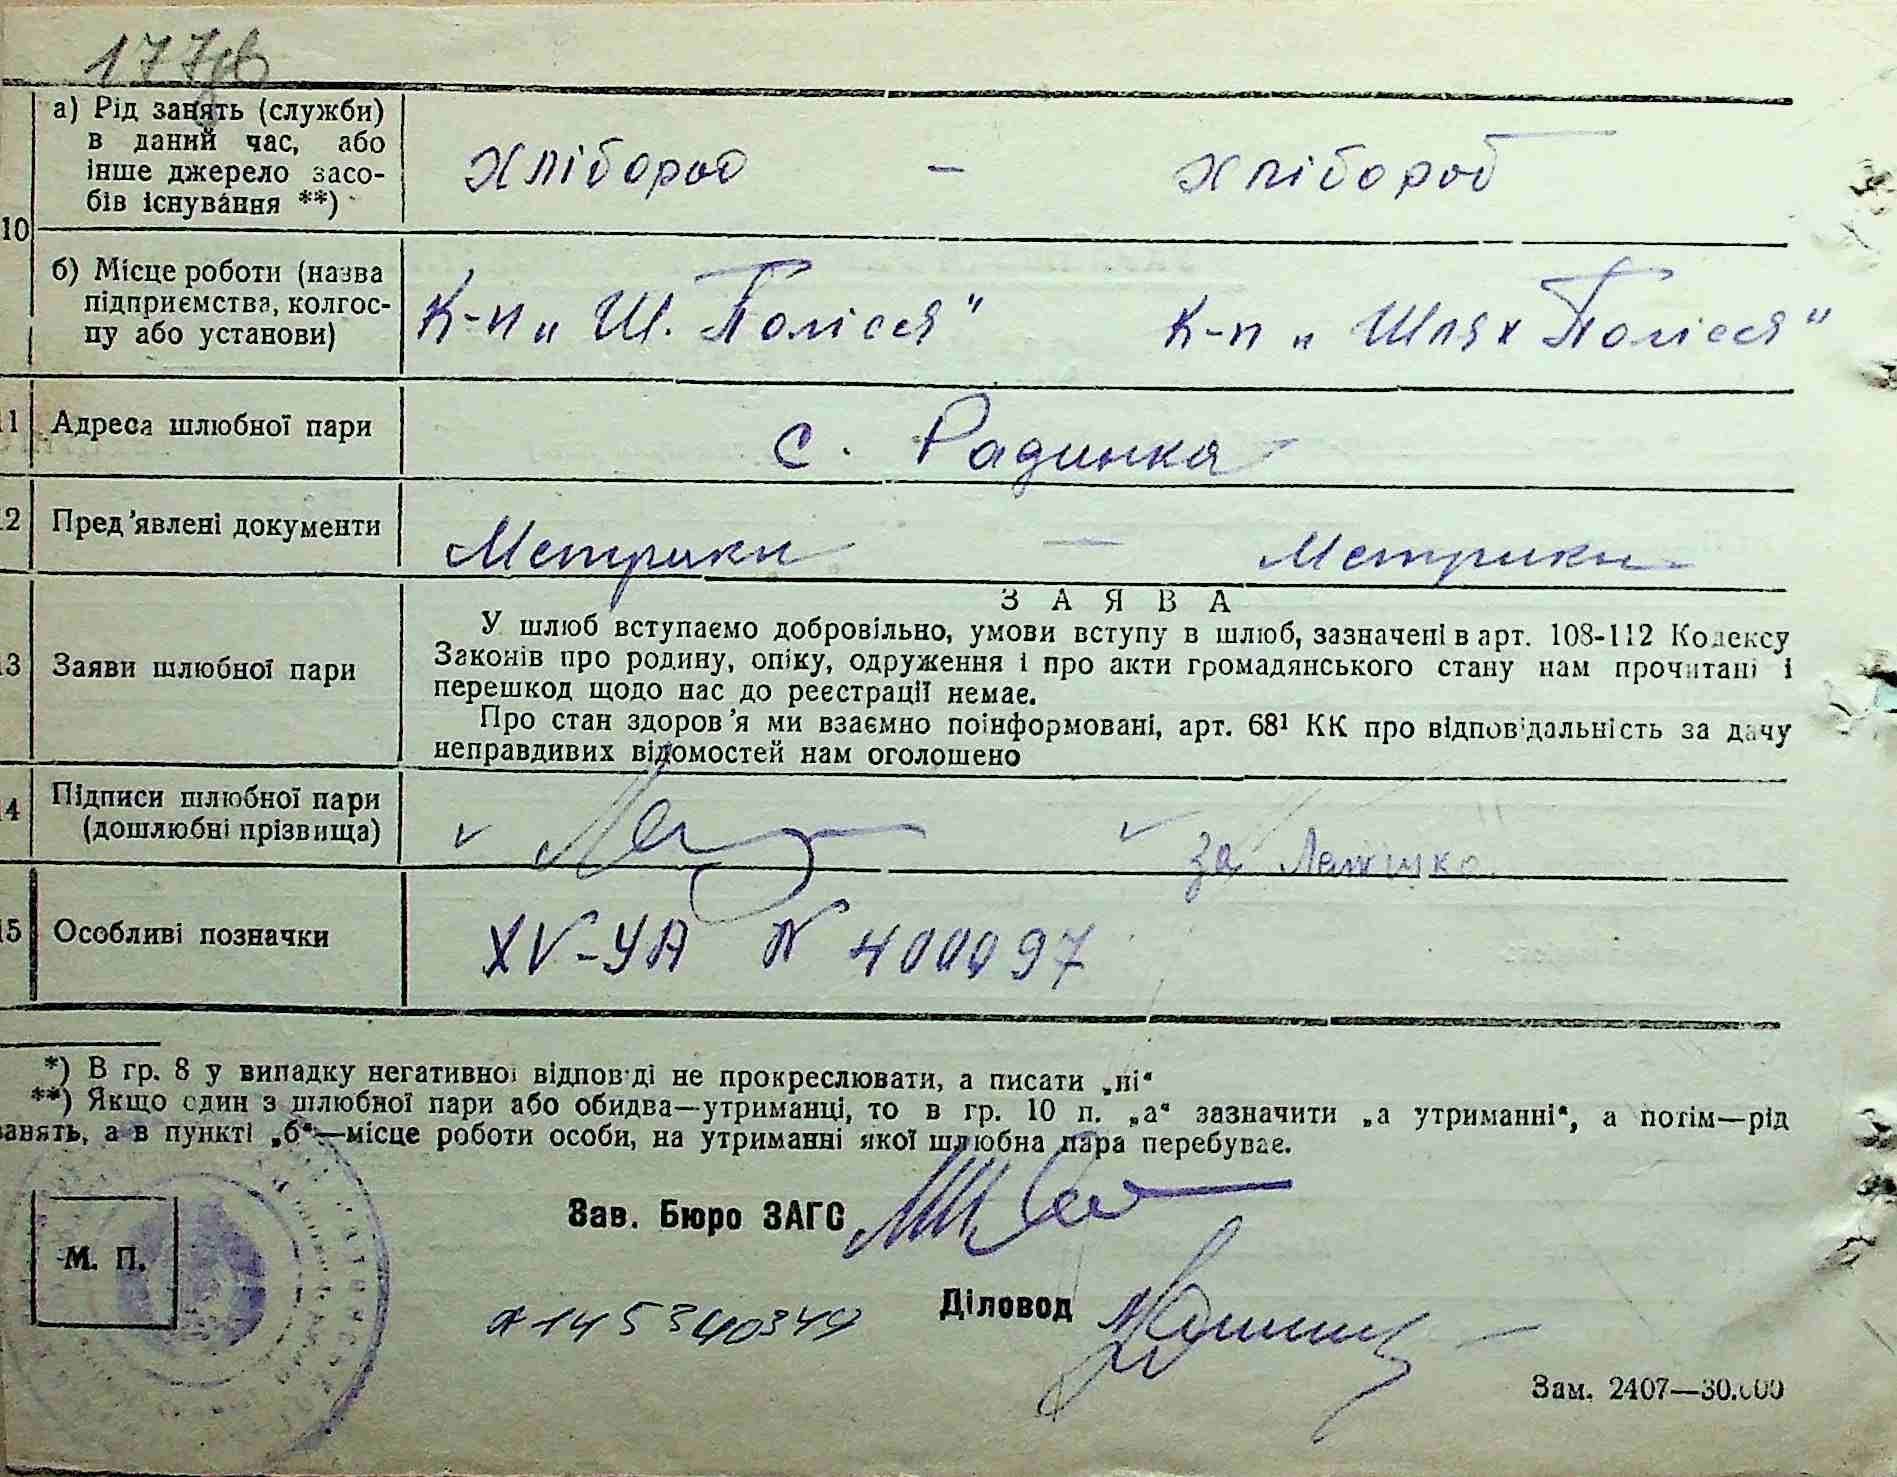 177
а) Рід занять (служби)
в даний час, або
інше джерело засо-
бів існування **)
Хлібороб — Хлібороб
10
б) Місце роботи (назва
підприємства, колгос-
пу або установи)
К-п „Ш. Полісся" К-п „Шлях Полісся"
11 Адреса шлюбної пари
с. Радинка
12 Пред'явлені документи
Метрики — Метрики
З А Я В А
У шлюб вступаємо добровільно, умови вступу в шлюб, зазначені в арт. 108-112 Кодексу
13 Заяви шлюбної пари
Законів про родину, опіку, одруження і про акти громадянського стану нам прочитані і
перешкод щодо нас до реєстрації немає.
Про стан здоров'я ми взаємно поінформовані, арт. 68¹ КК про відповідальність за дачу
неправдивих відомостей нам оголошено
14 Підписи шлюбної пари
(дошлюбні прізвища)
за
15 Особливі позначки
XV-УА № 400097
*) В гр. 8 у випадку негативної відповіді не прокреслювати, а писати „ні“
**) Якщо один з шлюбної пари або обидва—утриманці, то в гр. 10 п. „а“ зазначити „а утриманні“, а потім—рід
занять, а в пункті „б“—місце роботи особи, на утриманні якої шлюбна пара перебуває.
Зав. Бюро ЗАГС
М. П.
Діловод
№145340349
Зам. 2407—30.000